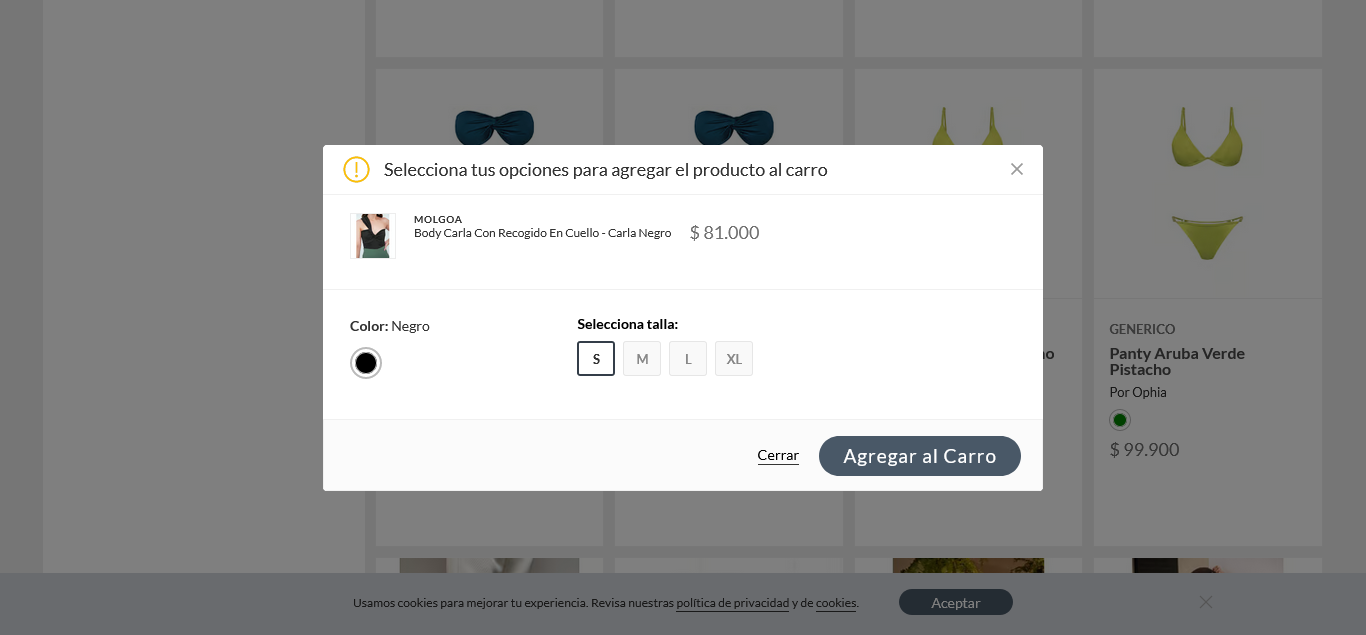 Selecciona tus opciones para agregar el producto al carro
MOLGOA
Body Carla Con Recogido En Cuello - Carla Negro
$ 81.000
Color: Negro
Selecciona talla:
S
M
L
XL
Cerrar
Agregar al Carro
no
GENERICO
Panty Aruba Verde
Pistacho
Por Ophia
$ 99.900
Usamos cookies para mejorar tu experiencia. Revisa nuestras política de privacidad y de cookies.
Aceptar